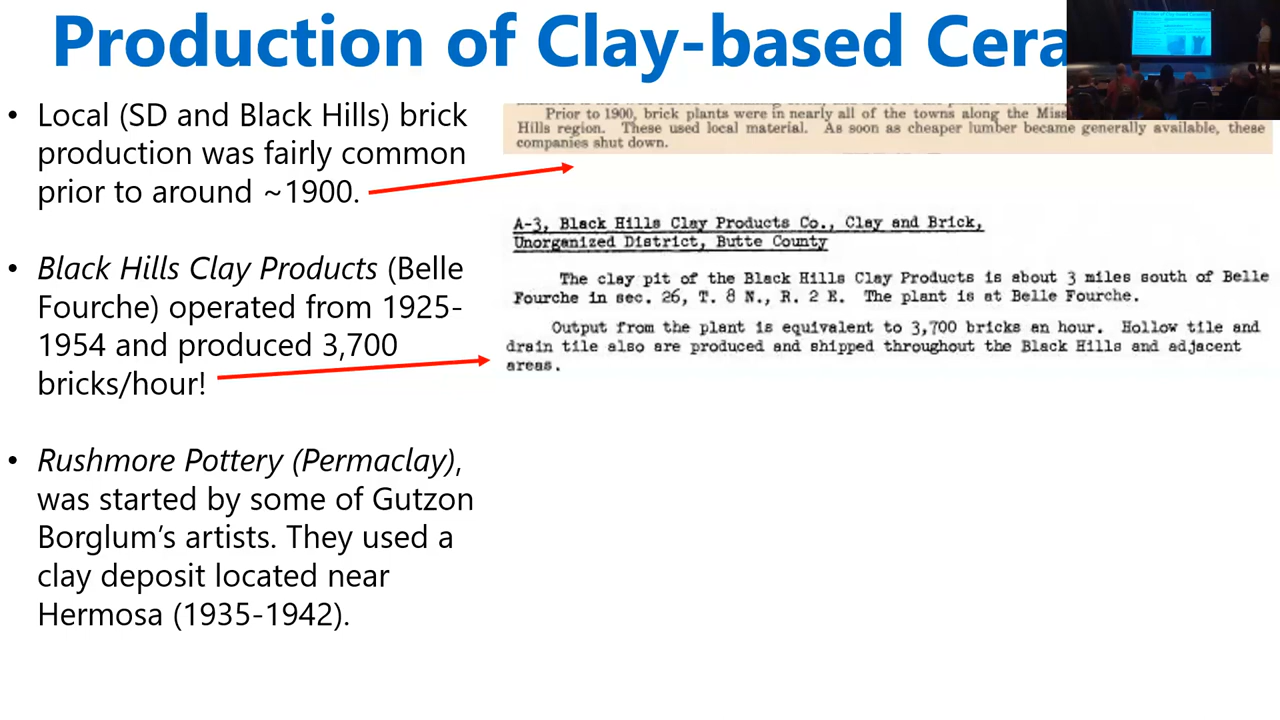 Production of Clay-based Cera
• Local (SD and Black Hills) brick
production was fairly common
prior to around ~1900.
• Black Hills Clay Products (Belle
Fourche) operated from 1925-
1954 and produced 3,700
bricks/hour!
• Rushmore Pottery (Permaclay),
was started by some of Gutzon
Borglum’s artists. They used a
clay deposit located near
Hermosa (1935-1942).
Prior to 1900, brick plants were in nearly all of the towns along the Miss
Hills region. These used local material. As soon as cheaper lumber became generally available, these
companies shut down.
A-3, Black Hills Clay Products Co., Clay and Brick,
Unorganized District, Butte County
The clay pit of the Black Hills Clay Products is about 3 miles south of Belle
Fourche in sec. 26, T. 8 N., R. 2 E. The plant is at Belle Fourche.
Output from the plant is equivalent to 3,700 bricks an hour. Hollow tile and
drain tile also are produced and shipped throughout the Black Hills and adjacent
areas.